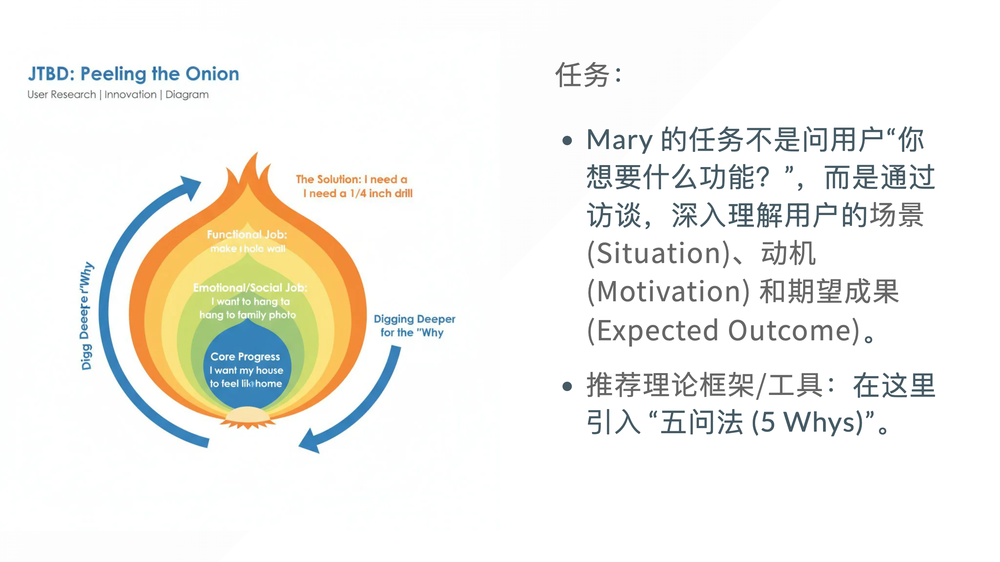 JTBD: Peeling the Onion
User Research | Innovation | Diagram
The Solution: I need a
I need a 1/4 inch drill
Functional Job:
make i hola wall
Emotional/Social Job:
I want to hang ta
hang to family photo
Core Progress
I want my house
to feel lik home
Digg Deeere r"Why
Digging Deeper
for the "Why
任务：
• Mary 的任务不是问用户“你
想要什么功能？”，而是通过
访谈，深入理解用户的场景
(Situation)、动机
(Motivation) 和期望成果
(Expected Outcome)。
• 推荐理论框架/工具：在这里
引入 “五问法 (5 Whys)”。